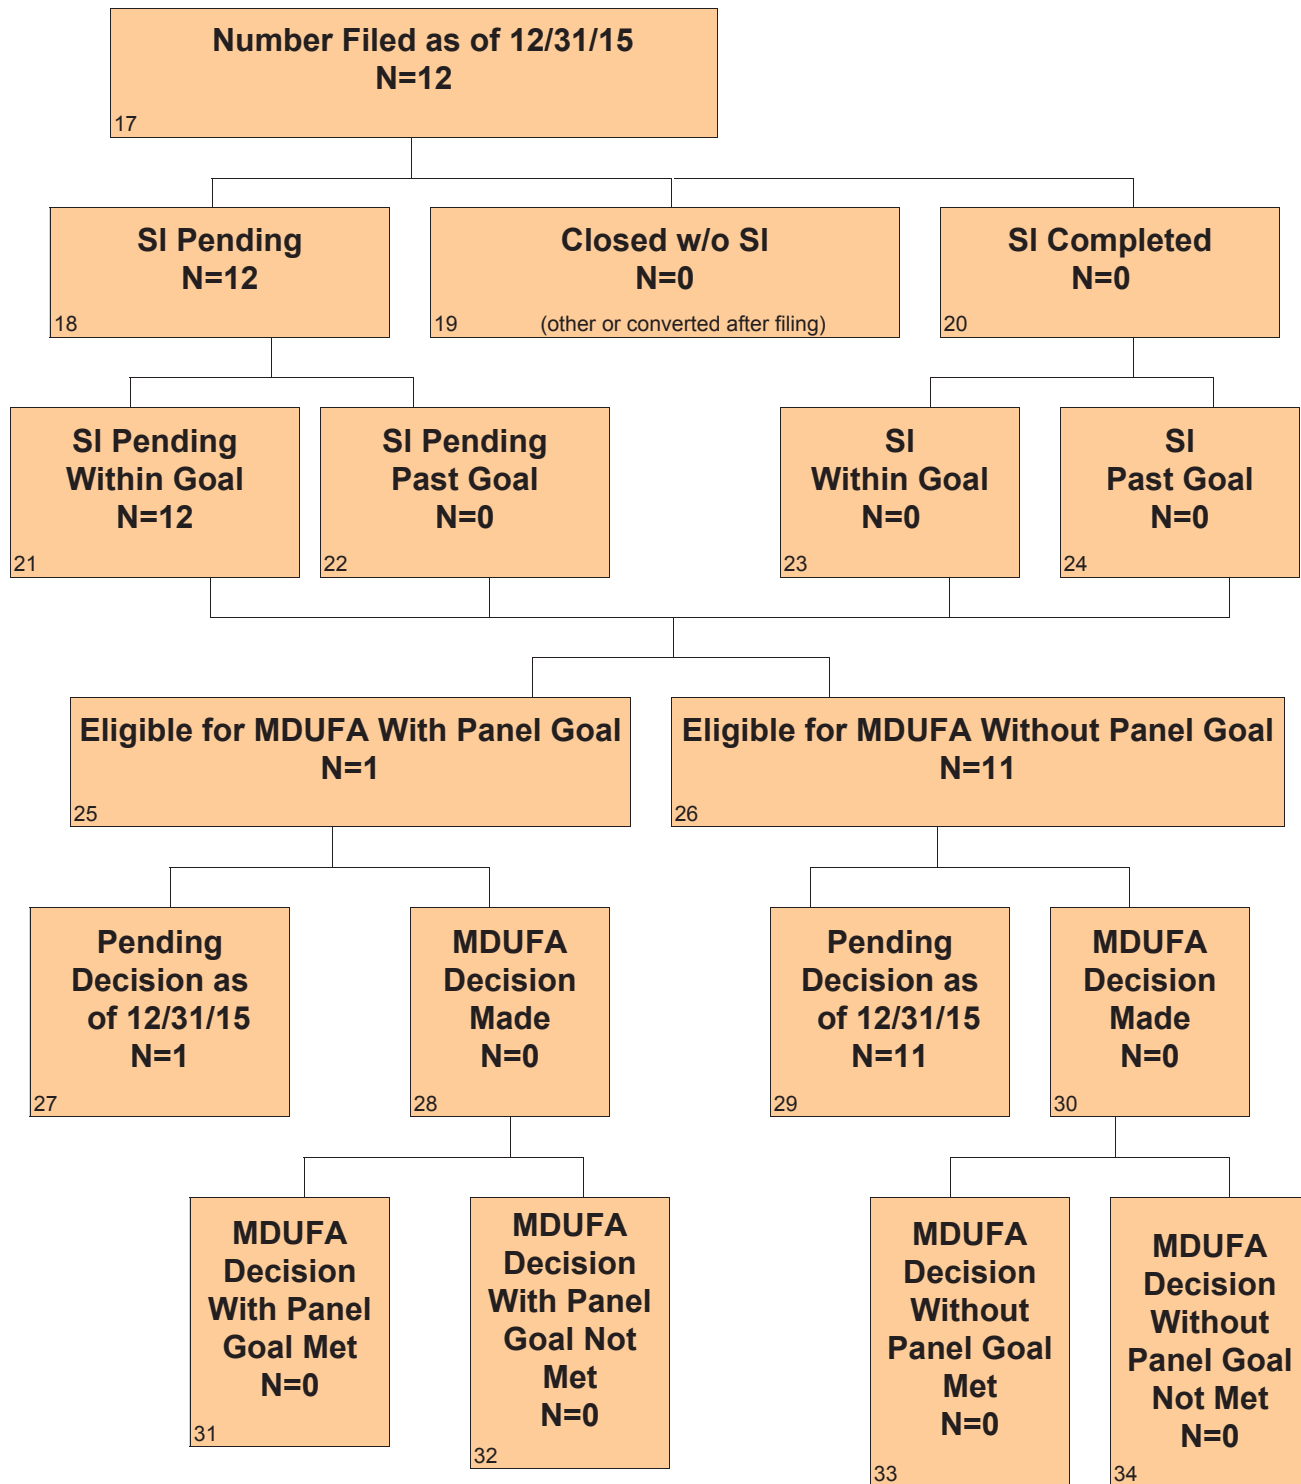 Number Filed as of 12/31/15
N=12
17
SI Pending
N=12
18
Closed w/o SI
N=0
19 (other or converted after filing)
SI Completed
N=0
20
SI Pending
Within Goal
N=12
21
SI Pending
Past Goal
N=0
22
SI
Within Goal
N=0
23
SI
Past Goal
N=0
24
Eligible for MDUFA With Panel Goal
N=1
25
Eligible for MDUFA Without Panel Goal
N=11
26
Pending
Decision as
of 12/31/15
N=1
27
MDUFA
Decision
Made
N=0
28
Pending
Decision as
of 12/31/15
N=11
29
MDUFA
Decision
Made
N=0
30
MDUFA
Decision
With Panel
Goal Met
N=0
31
MDUFA
Decision
With Panel
Goal Not
Met
N=0
32
MDUFA
Decision
Without
Panel Goal
Met
N=0
33
MDUFA
Decision
Without
Panel Goal
Not Met
N=0
34